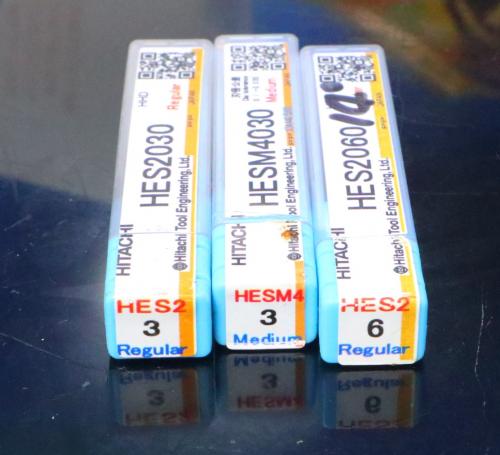 HITACHI
HES2030
HHD
Regular
Hitachi Tool Engineering, Ltd.
HES2
3
Regular
HITACHI
HESM4030
Medium
Hitachi Tool Engineering, Ltd.
HESM4
3
Medium
HITACHI
HES2060
Hitachi Tool Engineering, Ltd.
HES2
6
Regular